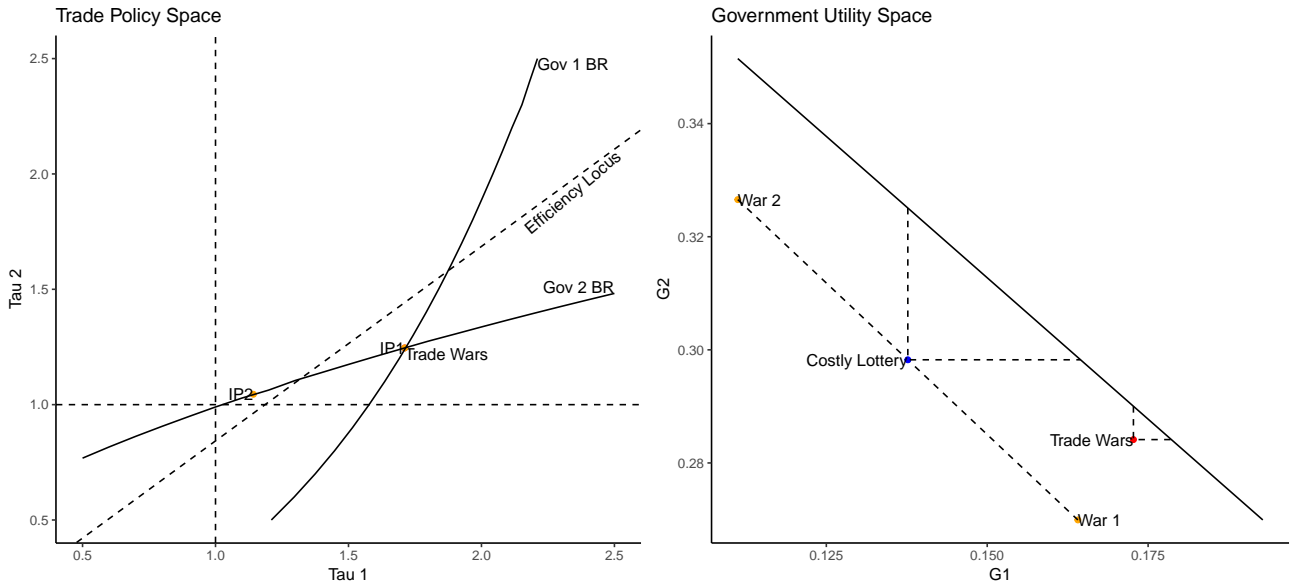 Trade Policy Space
Tau 2
2.5
2.0
1.5
1.0
0.5
Gov 1 BR
Efficiency Locus
Gov 2 BR
IP1
Trade Wars
IP2
0.5 1.0 1.5 2.0 2.5
Tau 1
Government Utility Space
G2
0.34
0.32
0.30
0.28
War 2
Costly Lottery
Trade Wars
War 1
0.125 0.150 0.175
G1